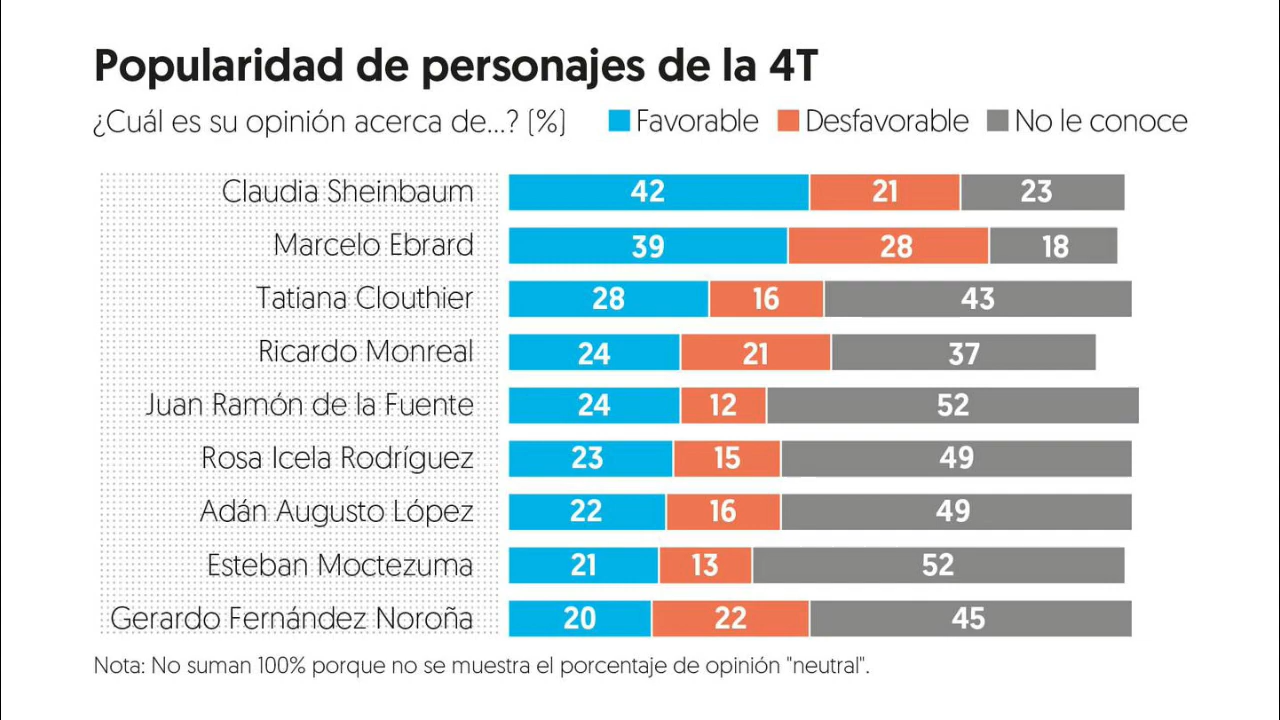 Popularidad de personajes de la 4T
¿Cuál es su opinión acerca de...? (%) Favorable Desfavorable No le conoce
Claudia Sheinbaum 42 21 23
Marcelo Ebrard 39 28 18
Tatiana Clouthier 28 16 43
Ricardo Monreal 24 21 37
Juan Ramón de la Fuente 24 12 52
Rosa Icela Rodríguez 23 15 49
Adán Augusto López 22 16 49
Esteban Moctezuma 21 13 52
Gerardo Fernández Noroña 20 22 45
Nota: No suman 100% porque no se muestra el porcentaje de opinión "neutral".